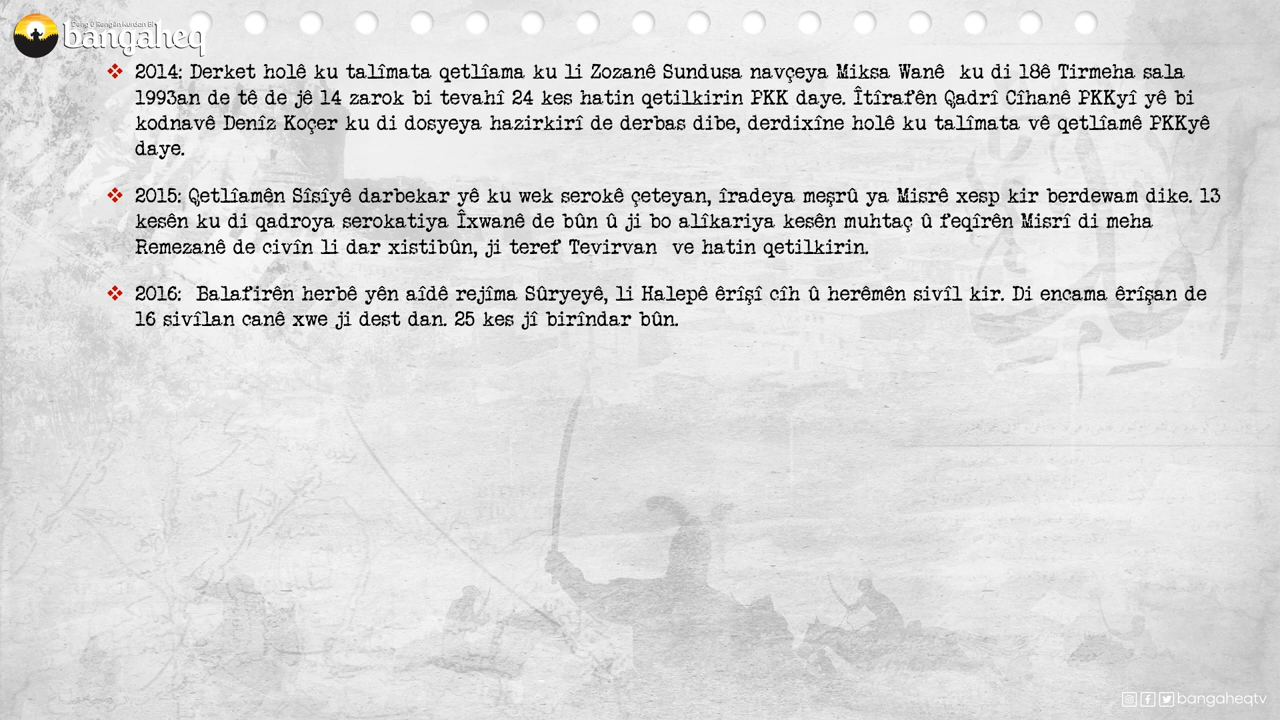 Deng û Rengên Kurdan Bi
bangaheq
2014: Derket holê ku talîmata qetlîama ku li Zozanê Sundusa navçeya Miksa Wanê ku di 18ê Tirmeha sala
1993an de tê de jê 14 zarok bi tevahî 24 kes hatin qetilkirin PKK daye. Îtîrafên Qadrî Cîhanê PKKyî yê bi
kodnavê Denîz Koçer ku di dosyeya hazirkirî de derbas dibe, derdixîne holê ku talîmata vê qetlîamê PKKyê
daye.
2015: Qetlîamên Sîsîyê darbekar yê ku wek serokê çeteyan, îradeya meşrû ya Misrê xesp kir berdewam dike. 13
kesên ku di qadroya serokatiya Îxwanê de bûn û ji bo alîkariya kesên muhtaç û feqîrên Misrî di meha
Remezanê de civîn li dar xistibûn, ji teref Tevirvan ve hatin qetilkirin.
2016: Balafirên herbê yên aîdê rejîma Sûryeyê, li Halepê êrîşî cîh û herêmên sivîl kir. Di encama êrîşan de
16 sivîlan canê xwe ji dest dan. 25 kes jî birîndar bûn.
bangaheqtv